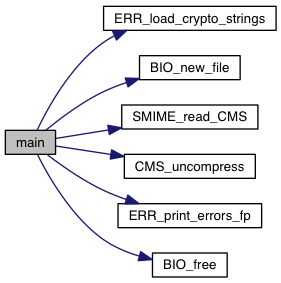 ERR_load_crypto_strings
BIO_new_file
SMIME_read_CMS
main
CMS_uncompress
ERR_print_errors_fp
BIO_free